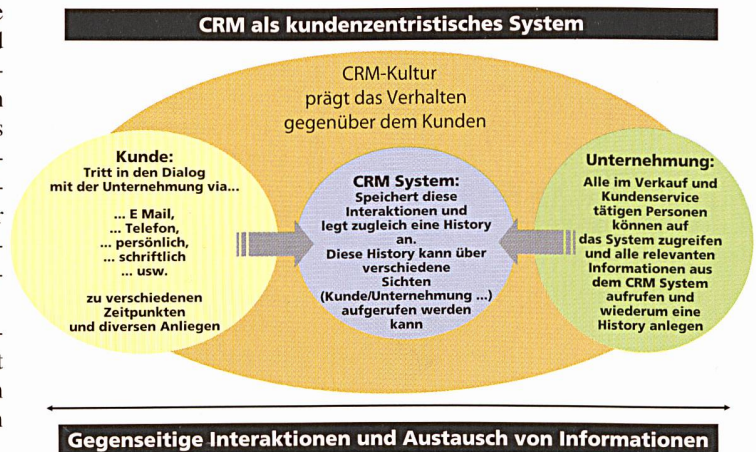 CRM als kundenzentristisches System
CRM-Kultur
prägt das Verhalten
gegenüber dem Kunden
Kunde:
Tritt in den Dialog
mit der Unternehmung via...
... E Mail,
... Telefon,
... persönlich,
... schriftlich
... usw.
zu verschiedenen
Zeitpunkten
und diversen Anliegen
CRM System:
Speichert diese
Interaktionen und
legt zugleich eine History
an.
Diese History kann über
verschiedene
Sichten
(Kunde/Unternehmung ...)
aufgerufen werden
kann
Unternehmung:
Alle im Verkauf und
Kundenservice
tätigen Personen
können auf
das System zugreifen
und alle relevanten
Informationen aus
dem CRM System
aufrufen und
wiederum eine
History anlegen
Gegenseitige Interaktionen und Austausch von Informationen